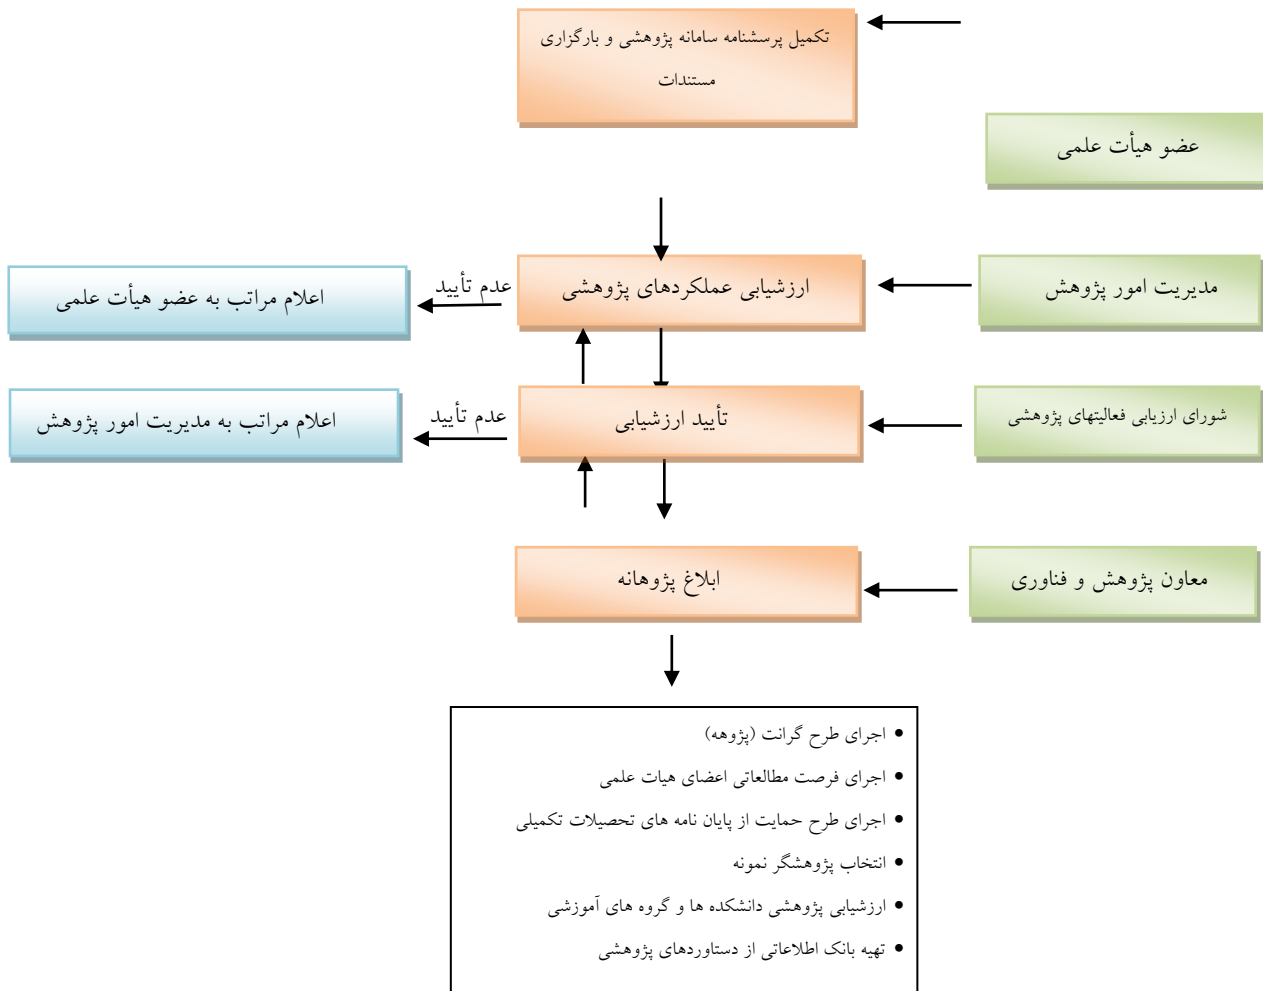 تکمیل پرسشنامه سامانه پژوهشی و بارگزاری
مستندات
عضو هیأت علمی
مدیریت امور پژوهش
ارزشیابی عملکردهای پژوهشی
عدم تأیید
اعلام مراتب به عضو هیأت علمی
شورای ارزیابی فعالیتهای پژوهشی
تأیید ارزشیابی
عدم تأیید
اعلام مراتب به مدیریت امور پژوهش
معاون پژوهش و فناوری
ابلاغ پژوهانه
• اجرای طرح گرانت (پژوهه)
• اجرای فرصت مطالعاتی اعضای هیات علمی
• اجرای طرح حمایت از پایان نامه های تحصیلات تکمیلی
• انتخاب پژوهشگر نمونه
• ارزشیابی پژوهشی دانشکده ها و گروه های آموزشی
• تهیه بانک اطلاعاتی از دستاوردهای پژوهشی